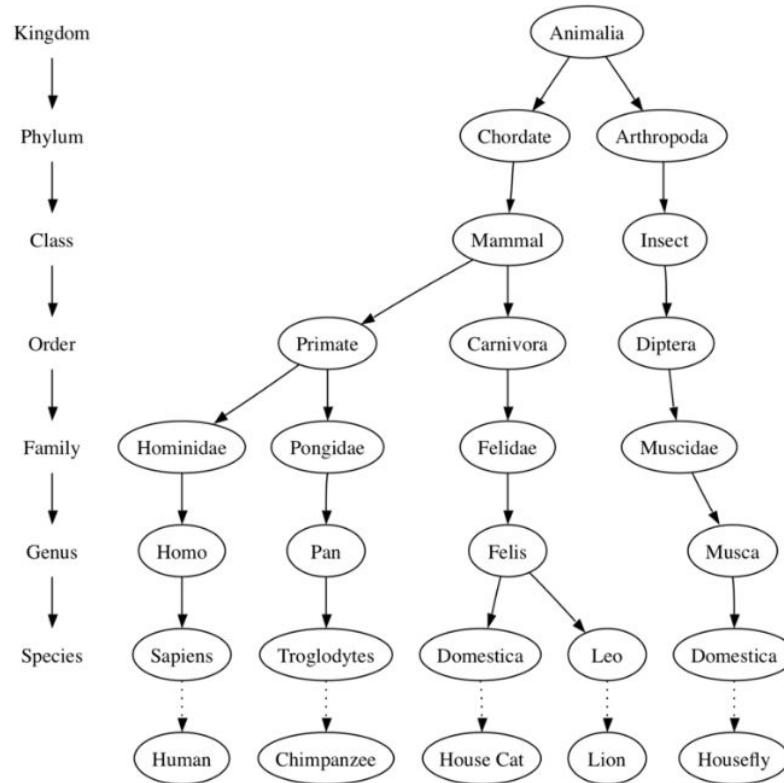 Kingdom
Animalia
Phylum
Chordate
Arthropoda
Class
Mammal
Insect
Order
Primate
Carnivora
Diptera
Family
Hominidae
Pongidae
Felidae
Muscidae
Genus
Homo
Pan
Felis
Musca
Species
Sapiens
Troglodytes
Domestica
Leo
Domestica
Human
Chimpanzee
House Cat
Lion
Housefly